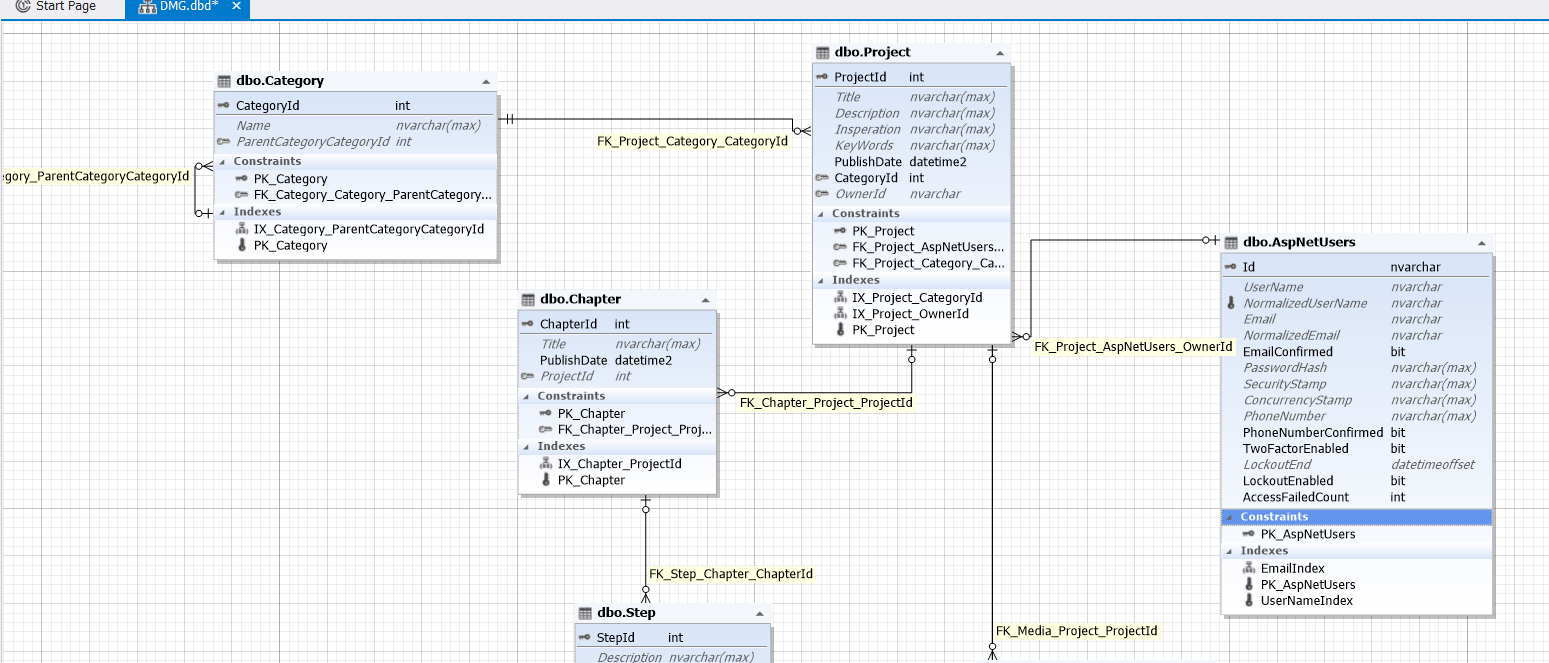 Start Page
DMG.dbd*
dbo.Category
CategoryId int
Name nvarchar(max)
ParentCategoryCategoryId int
Constraints
PK_Category
FK_Category_Category_ParentCategory...
Indexes
IX_Category_ParentCategoryCategoryId
PK_Category
egory_ParentCategoryCategoryId
FK_Project_Category_CategoryId
dbo.Project
ProjectId int
Title nvarchar(max)
Description nvarchar(max)
Insperation nvarchar(max)
KeyWords nvarchar(max)
PublishDate datetime2
CategoryId int
OwnerId nvarchar
Constraints
PK_Project
FK_Project_AspNetUsers...
FK_Project_Category_Ca...
Indexes
IX_Project_CategoryId
IX_Project_OwnerId
PK_Project
dbo.AspNetUsers
Id nvarchar
UserName nvarchar
NormalizedUserName nvarchar
Email nvarchar
NormalizedEmail nvarchar
EmailConfirmed bit
PasswordHash nvarchar(max)
SecurityStamp nvarchar(max)
ConcurrencyStamp nvarchar(max)
PhoneNumber nvarchar(max)
PhoneNumberConfirmed bit
TwoFactorEnabled bit
LockoutEnd datetimeoffset
LockoutEnabled bit
AccessFailedCount int
Constraints
PK_AspNetUsers
Indexes
EmailIndex
PK_AspNetUsers
UserNameIndex
FK_Project_AspNetUsers_OwnerId
dbo.Chapter
ChapterId int
Title nvarchar(max)
PublishDate datetime2
ProjectId int
Constraints
PK_Chapter
FK_Chapter_Project_Proj...
Indexes
IX_Chapter_ProjectId
PK_Chapter
FK_Chapter_Project_ProjectId
FK_Step_Chapter_ChapterId
dbo.Step
StepId int
Description nvarchar(max)
FK_Media_Project_ProjectId